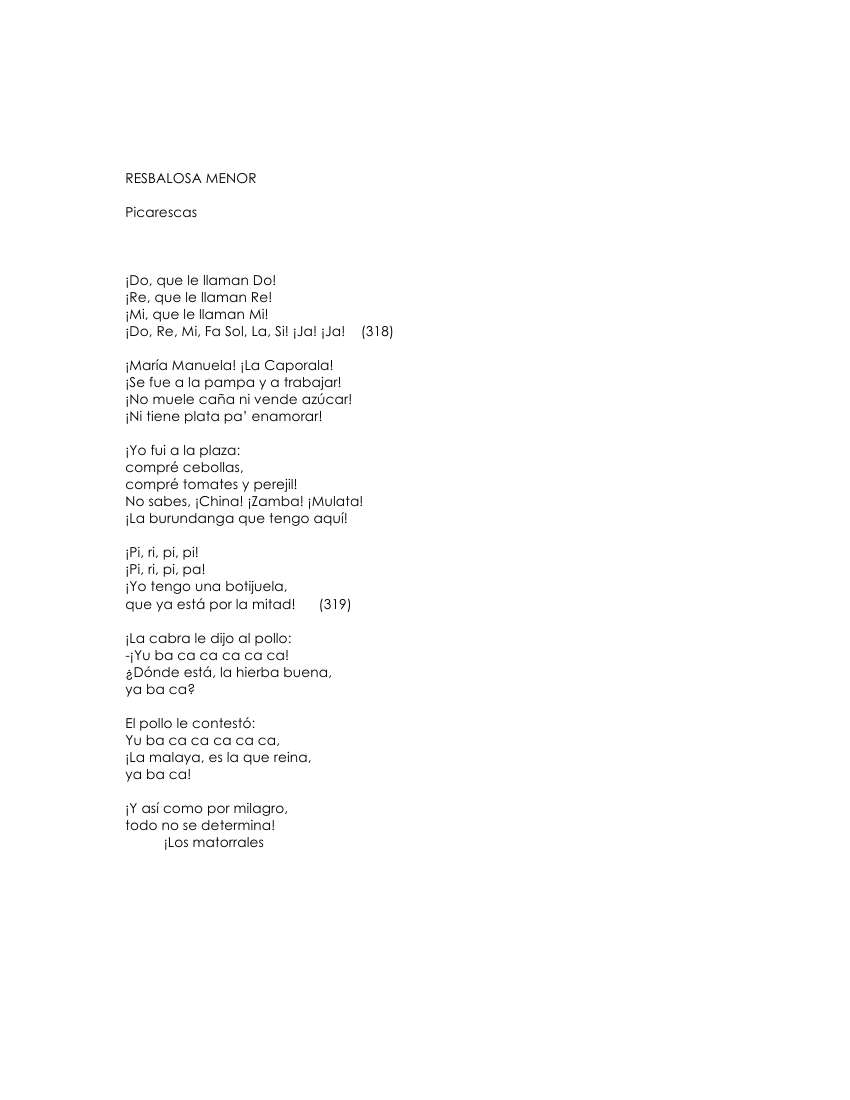 RESBALOSA MENOR
Picarescas
¡Do, que le llaman Do!
¡Re, que le llaman Re!
¡Mi, que le llaman Mi!
¡Do, Re, Mi, Fa Sol, La, Si! ¡Ja! ¡Ja! (318)
¡María Manuela! ¡La Caporala!
¡Se fue a la pampa y a trabajar!
¡No muele caña ni vende azúcar!
¡Ni tiene plata pa’ enamorar!
¡Yo fui a la plaza:
compré cebollas,
compré tomates y perejil!
No sabes, ¡China! ¡Zamba! ¡Mulata!
¡La burundanga que tengo aquí!
¡Pi, ri, pi, pi!
¡Pi, ri, pi, pa!
¡Yo tengo una botijuela,
que ya está por la mitad! (319)
¡La cabra le dijo al pollo:
-¡Yu ba ca ca ca ca ca!
¿Dónde está, la hierba buena,
ya ba ca?
El pollo le contestó:
Yu ba ca ca ca ca ca,
¡La malaya, es la que reina,
ya ba ca!
¡Y así como por milagro,
todo no se determina!
¡Los matorrales